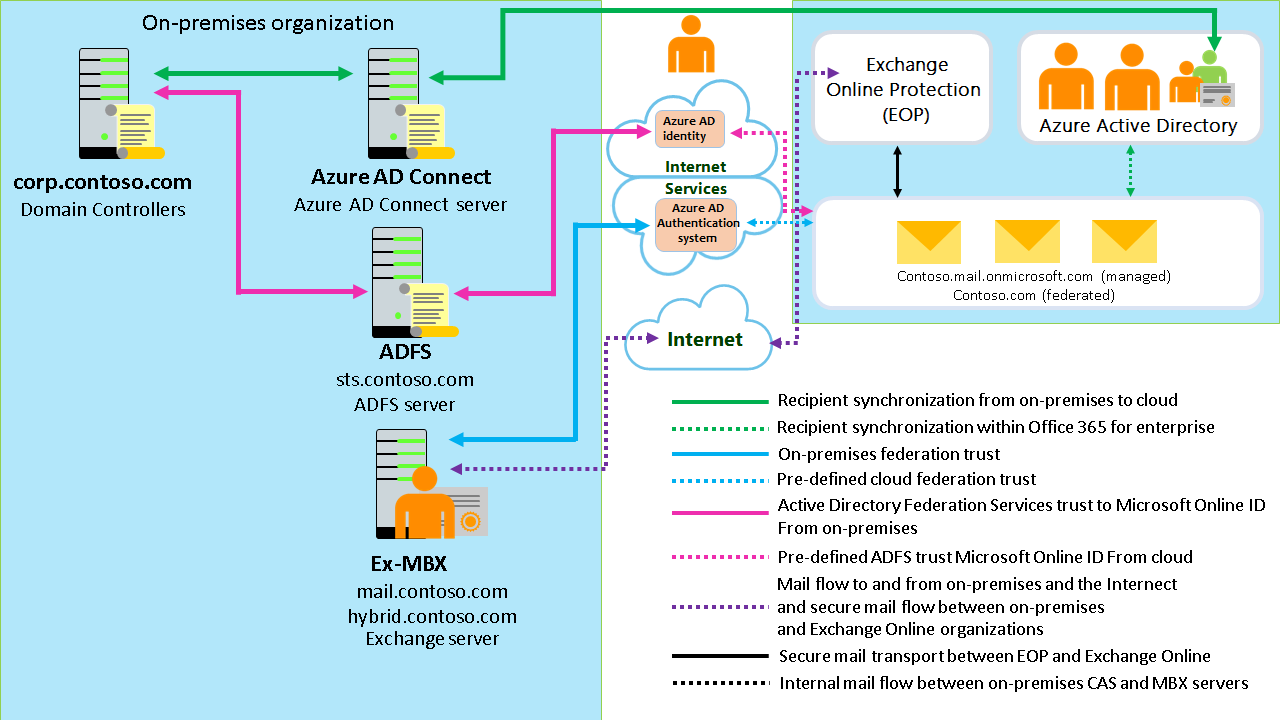 On-premises organization
corp.contoso.com
Domain Controllers
Azure AD Connect
Azure AD Connect server
ADFS
sts.contoso.com
ADFS server
Ex-MBX
mail.contoso.com
hybrid.contoso.com
Exchange server
Azure AD
identity
Internet
Services
Azure AD
Authentication
system
Internet
Exchange
Online Protection
(EOP)
Azure Active Directory
Contoso.mail.onmicrosoft.com (managed)
Contoso.com (federated)
Recipient synchronization from on-premises to cloud
Recipient synchronization within Office 365 for enterprise
On-premises federation trust
Pre-defined cloud federation trust
Active Directory Federation Services trust to Microsoft Online ID
From on-premises
Pre-defined ADFS trust Microsoft Online ID From cloud
Mail flow to and from on-premises and the Internect
and secure mail flow between on-premises
and Exchange Online organizations
Secure mail transport between EOP and Exchange Online
Internal mail flow between on-premises CAS and MBX servers